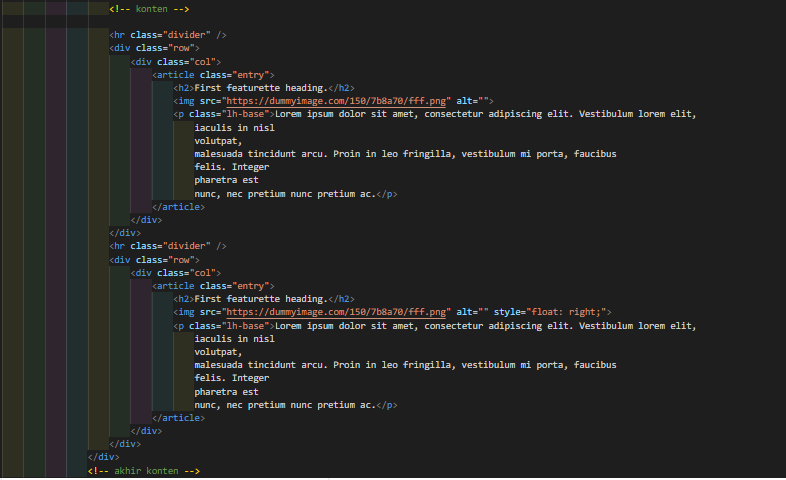 <!-- konten -->
<hr class="divider" />
<div class="row">
<div class="col">
<article class="entry">
<h2>First featurette heading.</h2>
<img src="https://dummyimage.com/150/7b8a70/fff.png" alt="">
<p class="lh-base">Lorem ipsum dolor sit amet, consectetur adipiscing elit. Vestibulum lorem elit,
iaculis in nisl
volutpat,
malesuada tincidunt arcu. Proin in leo fringilla, vestibulum mi porta, faucibus
felis. Integer
pharetra est
nunc, nec pretium nunc pretium ac.</p>
</article>
</div>
</div>
<hr class="divider" />
<div class="row">
<div class="col">
<article class="entry">
<h2>First featurette heading.</h2>
<img src="https://dummyimage.com/150/7b8a70/fff.png" alt="" style="float: right;">
<p class="lh-base">Lorem ipsum dolor sit amet, consectetur adipiscing elit. Vestibulum lorem elit,
iaculis in nisl
volutpat,
malesuada tincidunt arcu. Proin in leo fringilla, vestibulum mi porta, faucibus
felis. Integer
pharetra est
nunc, nec pretium nunc pretium ac.</p>
</article>
</div>
</div>
</div>
<!-- akhir konten -->